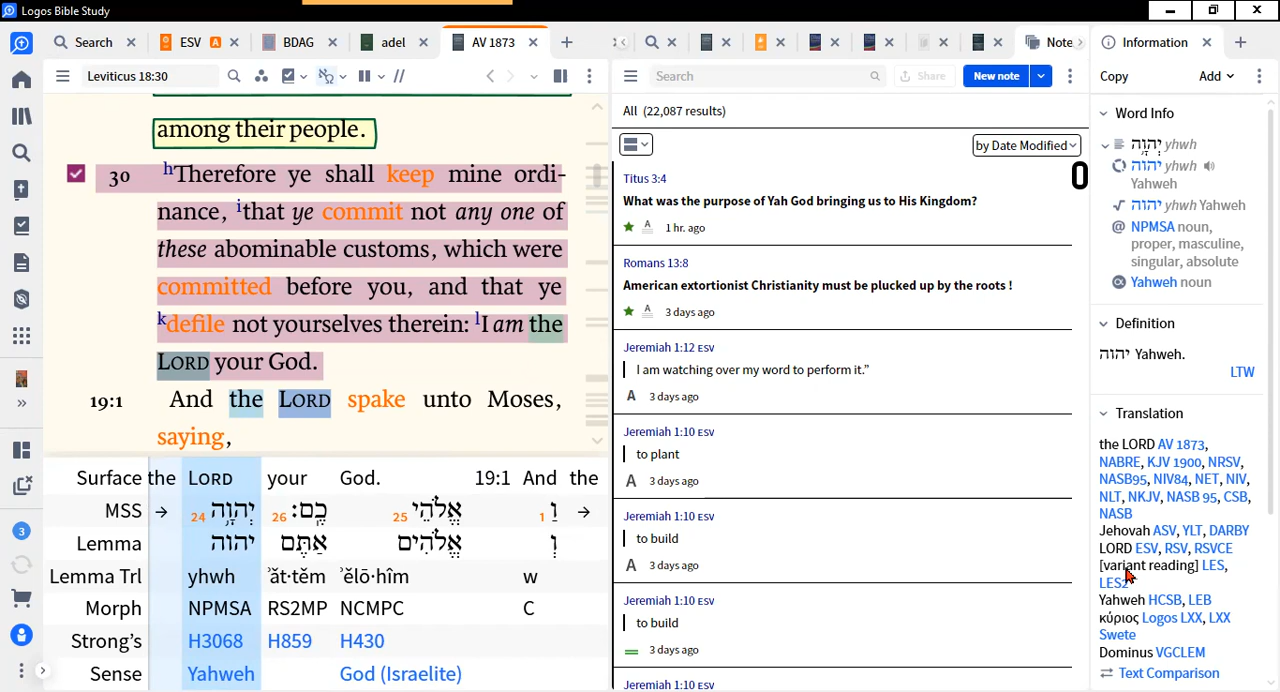 Logos Bible Study
Search
ESV A
BDAG
adel
AV 1873
Note
Information
Leviticus 18:30
Search
Share
New note
Copy
Add
among their people.
30 hTherefore ye shall keep mine ordi-
nance, ithat ye commit not any one of
these abominable customs, which were
committed before you, and that ye
kdefile not yourselves therein: lI am the
LORD your God.
19:1 And the LORD spake unto Moses,
saying,
Surface the LORD your God. 19:1 And the
MSS → 24 יְהוָ֥ה 26 כֶֽם׃ 25 אֱלֹהֵי 1 וַ →
Lemma יהוה אַתֶּם אֱלֹהִים וְ
Lemma Trl yhwh ʾǎt·těm ʾělō·hîm w
Morph NPMSA RS2MP NCMPC C
Strong's H3068 H859 H430
Sense Yahweh God (Israelite)
3
All (22,087 results)
by Date Modified
0
Titus 3:4
What was the purpose of Yah God bringing us to His Kingdom?
A 1 hr. ago
Romans 13:8
American extortionist Christianity must be plucked up by the roots !
A 3 days ago
Jeremiah 1:12 ESV
I am watching over my word to perform it.”
A 3 days ago
Jeremiah 1:10 ESV
to plant
A 3 days ago
Jeremiah 1:10 ESV
to build
A 3 days ago
Jeremiah 1:10 ESV
to build
3 days ago
Jeremiah 1:10 ESV
Word Info
יְהוָ֥ה yhwh
יהוה yhwh
Yahweh
יהוה yhwh Yahweh
@ NPMSA noun,
proper, masculine,
singular, absolute
Yahweh noun
Definition
יהוה Yahweh.
LTW
Translation
the LORD AV 1873,
NABRE, KJV 1900, NRSV,
NASB95, NIV84, NET, NIV,
NLT, NKJV, NASB 95, CSB,
NASB
Jehovah ASV, YLT, DARBY
LORD ESV, RSV, RSVCE
[variant reading] LES,
LES2
Yahweh HCSB, LEB
κύριος Logos LXX, LXX
Swete
Dominus VGCLEM
Text Comparison